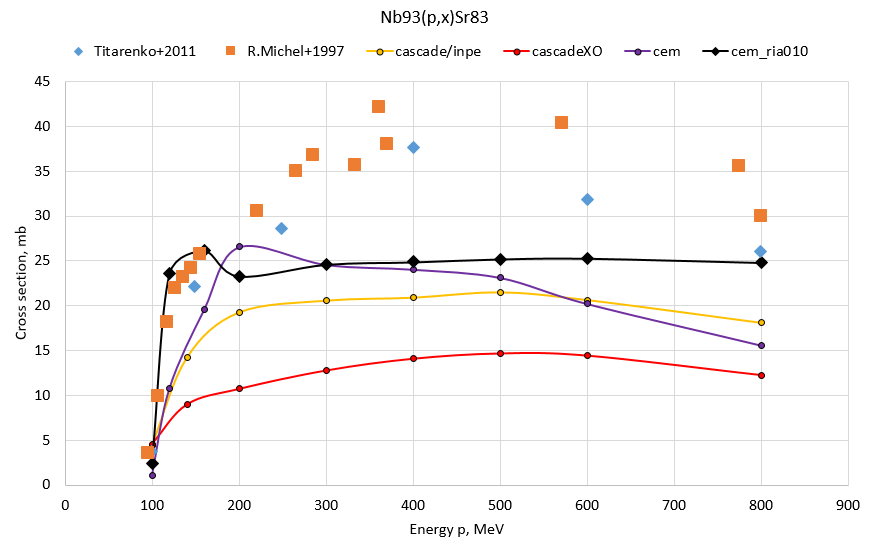 Nb93(p,x)Sr83
Titarenko+2011 R.Michel+1997 cascade/inpe cascadeXO cem cem_ria010
45
40
35
30
25
20
15
10
5
0
Cross section, mb
0 100 200 300 400 500 600 700 800 900
Energy p, MeV